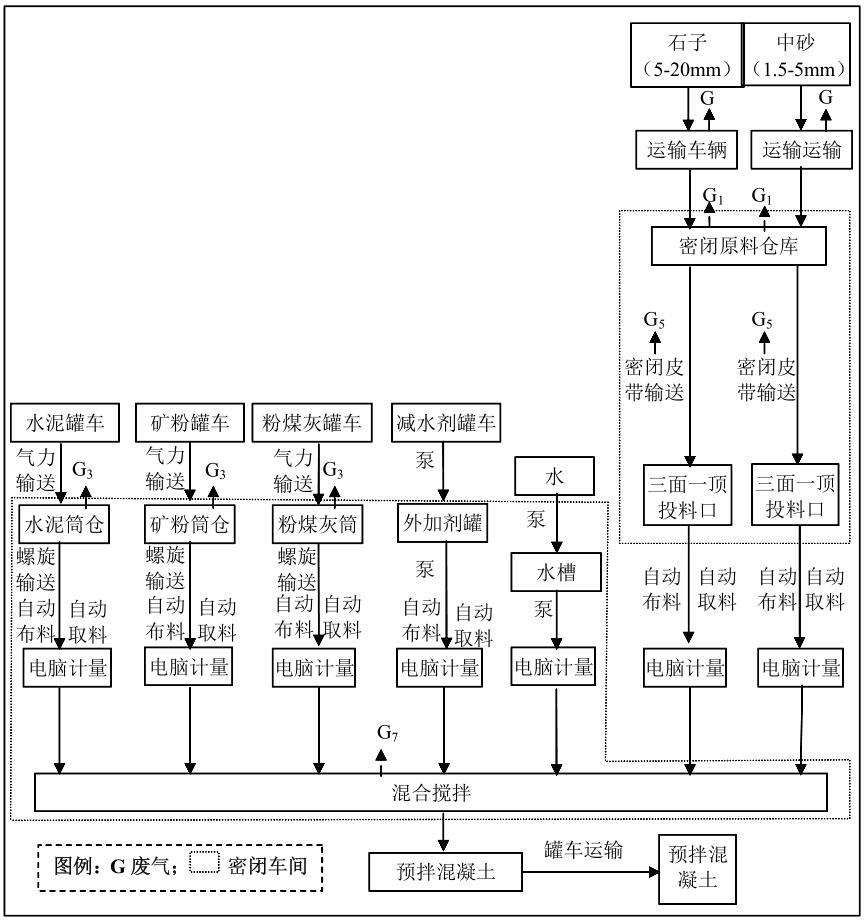 石子
（5-20mm）
中砂
（1.5-5mm）
G
G
运输车辆
运输运输
G1
G1
密闭原料仓库
G5
G5
密闭皮
带输送
密闭皮
带输送
水泥罐车
矿粉罐车
粉煤灰罐车
减水剂罐车
气力
输送
G3
气力
输送
G3
气力
输送
G3
泵
水
三面一顶
投料口
三面一顶
投料口
水泥筒仓
矿粉筒仓
粉煤灰筒
外加剂罐
泵
螺旋
输送
螺旋
输送
螺旋
输送
泵
水槽
自动
布料
自动
取料
自动
布料
自动
取料
自动
布料
自动
取料
自动
布料
自动
取料
泵
自动
布料
自动
取料
自动
布料
自动
取料
电脑计量
电脑计量
电脑计量
电脑计量
电脑计量
电脑计量
电脑计量
G7
混合搅拌
图例：G 废气； 密闭车间
预拌混凝土
罐车运输
预拌混
凝土